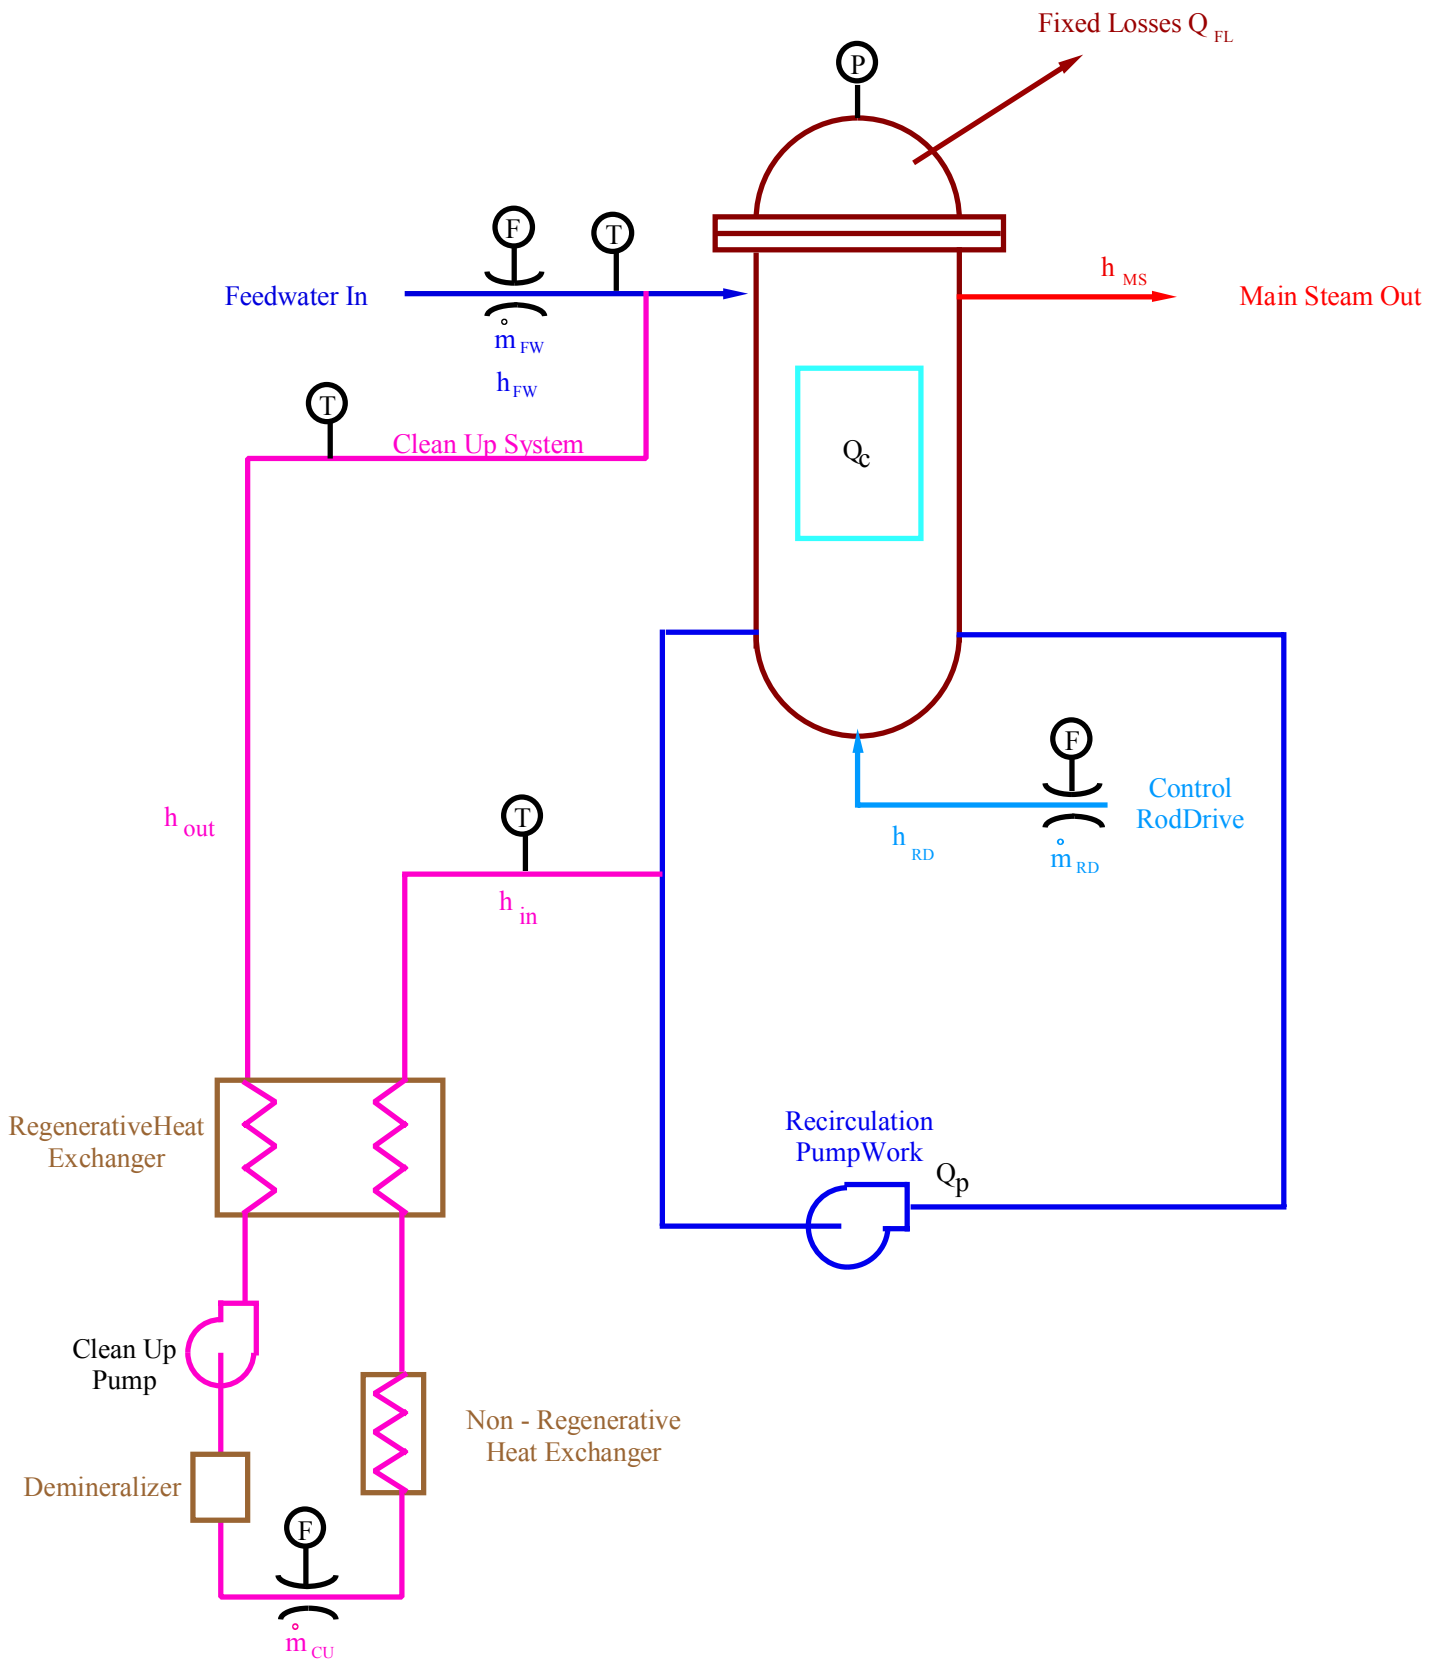 Fixed Losses Q FL
P
F
T
h MS
Feedwater In
Main Steam Out
m FW
h FW
T
Clean Up System
Qc
F
Control
RodDrive
h RD
m RD
h out
T
h in
RegenerativeHeat
Exchanger
Recirculation
PumpWork
Qp
Clean Up
Pump
Non - Regenerative
Heat Exchanger
Demineralizer
F
m CU